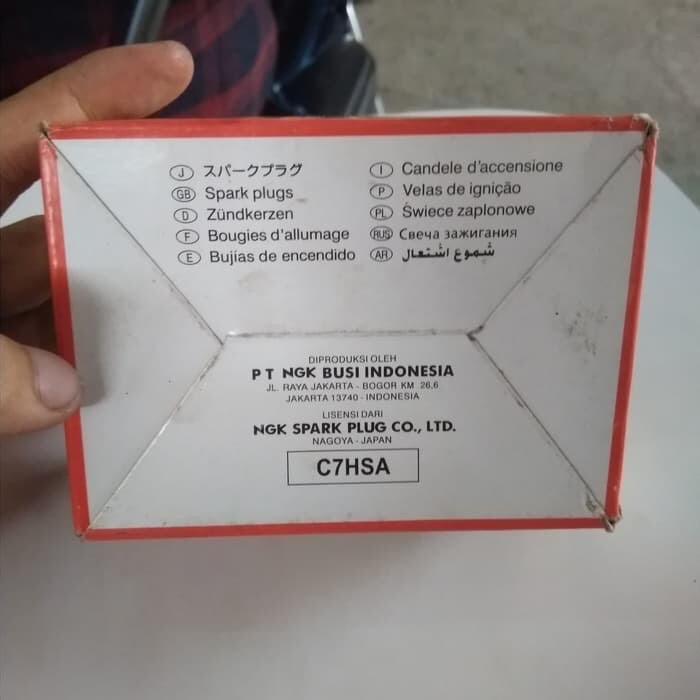 J スパークプラグ
GB Spark plugs
D Zündkerzen
F Bougies d'allumage
E Bujías de encendido
I Candele d'accensione
P Velas de ignição
PL Świece zaplonowe
RUS Свеча зажигания
AR شموع اشتعال
DIPRODUKSI OLEH
PT NGK BUSI INDONESIA
JL. RAYA JAKARTA - BOGOR KM 26,6
JAKARTA 13740 - INDONESIA
LISENSI DARI
NGK SPARK PLUG CO., LTD.
NAGOYA - JAPAN
C7HSA